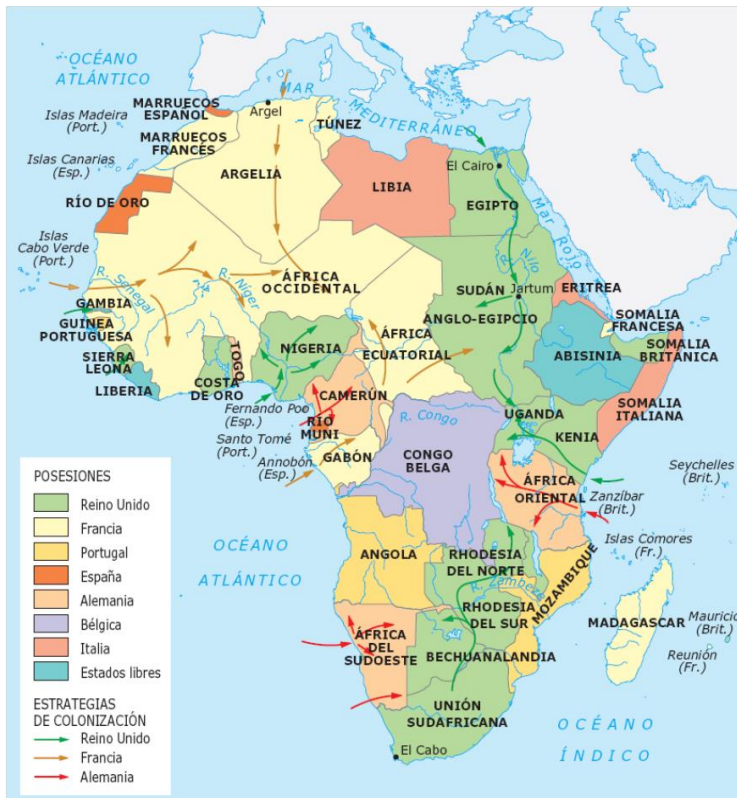 OCÉANO
ATLÁNTICO
MAR
MEDITERRÁNEO
MARRUECOS
ESPAÑOL
Argel
Islas Madeira
(Port.)
MARRUECOS
FRANCÉS
TÚNEZ
Islas Canarias
(Esp.)
ARGELIA
LIBIA
El Cairo
EGIPTO
RÍO DE ORO
Mar Rojo
Islas
Cabo Verde
(Port.)
R. Senegal
R. Níger
ÁFRICA
OCCIDENTAL
R. Nilo
SUDÁN
Jartum
ANGLO-EGIPCIO
ERITREA
GAMBIA
GUINEA
PORTUGUESA
SOMALIA
FRANCESA
SOMALIA
BRITÁNICA
SIERRA
LEONA
TOGO
NIGERIA
ÁFRICA
ECUATORIAL
ABISINIA
LIBERIA
COSTA
DE ORO
CAMERÚN
SOMALIA
ITALIANA
Fernando Poo
(Esp.)
RÍO
MUNI
R. Congo
UGANDA
KENIA
Santo Tomé
(Port.)
GABÓN
CONGO
BELGA
Annobón
(Esp.)
Seychelles
(Brit.)
ÁFRICA
ORIENTAL
Zanzíbar
(Brit.)
OCÉANO
ATLÁNTICO
ANGOLA
RHODESIA
DEL NORTE
Islas Comores
(Fr.)
MOZAMBIQUE
R. Zambeze
RHODESIA
DEL SUR
MADAGASCAR
Mauricio
(Brit.)
Reunión
(Fr.)
ÁFRICA
DEL
SUDOESTE
BECHUANALANDIA
UNIÓN
SUDAFRICANA
El Cabo
OCÉANO
ÍNDICO
POSESIONES
Reino Unido
Francia
Portugal
España
Alemania
Bélgica
Italia
Estados libres
ESTRATEGIAS
DE COLONIZACIÓN
Reino Unido
Francia
Alemania